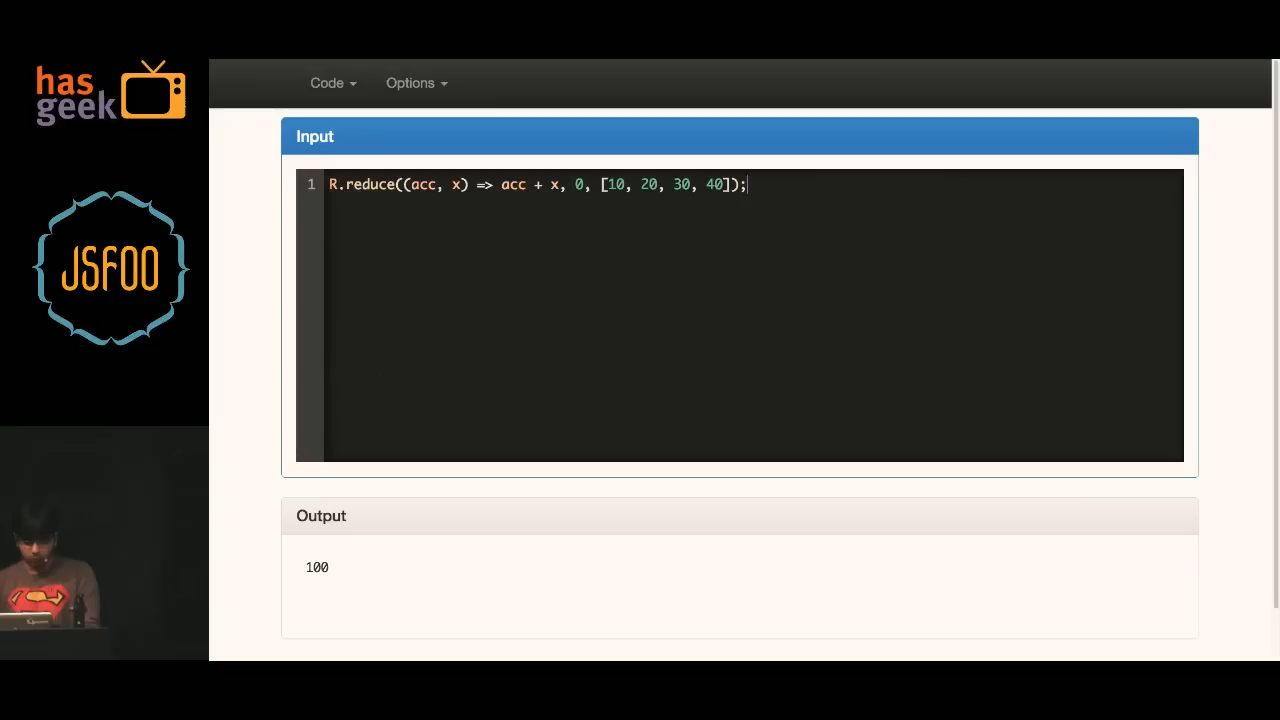 has
geek
JSFOO
Code Options
Input
1 R.reduce((acc, x) => acc + x, 0, [10, 20, 30, 40]);
Output
100